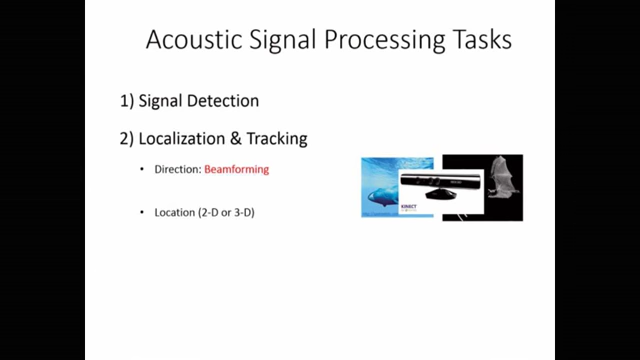 Acoustic Signal Processing Tasks
1) Signal Detection
2) Localization & Tracking
• Direction: Beamforming
• Location (2-D or 3-D)
KINECT